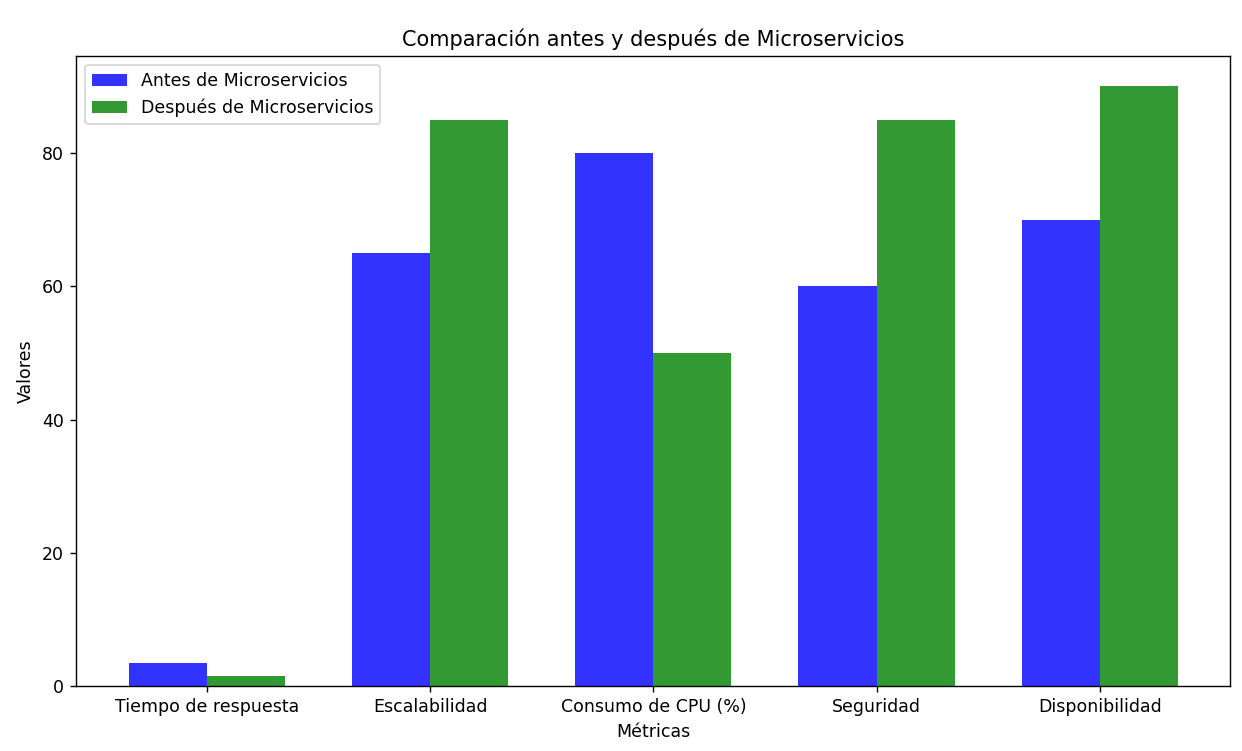 Comparación antes y después de Microservicios
Antes de Microservicios
Después de Microservicios
80
60
40
20
0
Valores
Tiempo de respuesta
Escalabilidad
Consumo de CPU (%)
Seguridad
Disponibilidad
Métricas